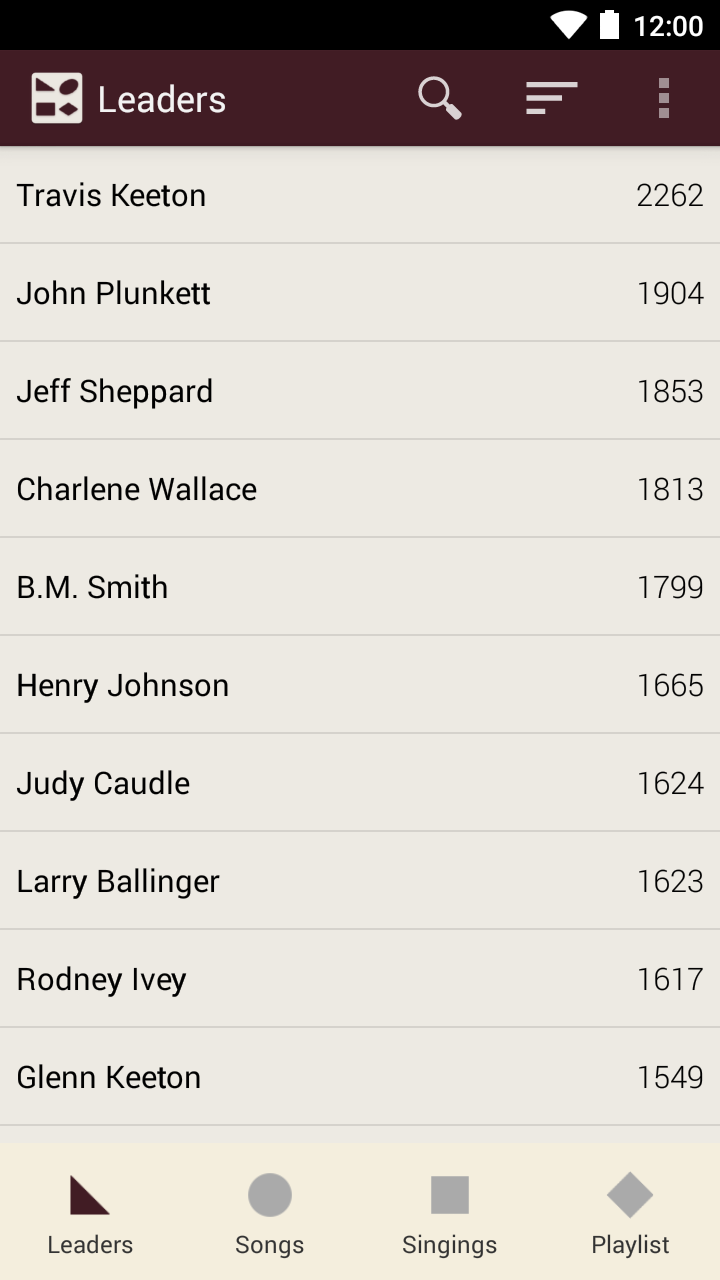 12:00
Leaders
Travis Keeton 2262
John Plunkett 1904
Jeff Sheppard 1853
Charlene Wallace 1813
B.M. Smith 1799
Henry Johnson 1665
Judy Caudle 1624
Larry Ballinger 1623
Rodney Ivey 1617
Glenn Keeton 1549
Leaders Songs Singings Playlist